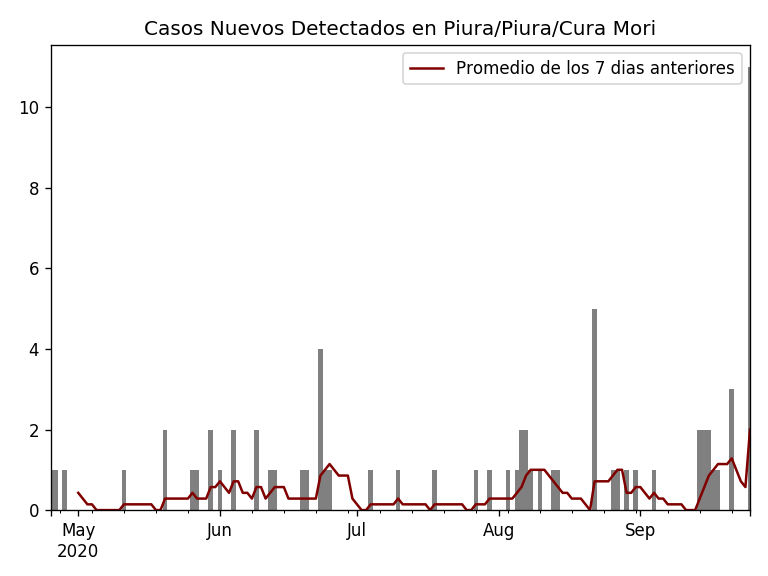 Casos Nuevos Detectados en Piura/Piura/Cura Mori
Promedio de los 7 dias anteriores
10
8
6
4
2
0
May Jun Jul Aug Sep
2020